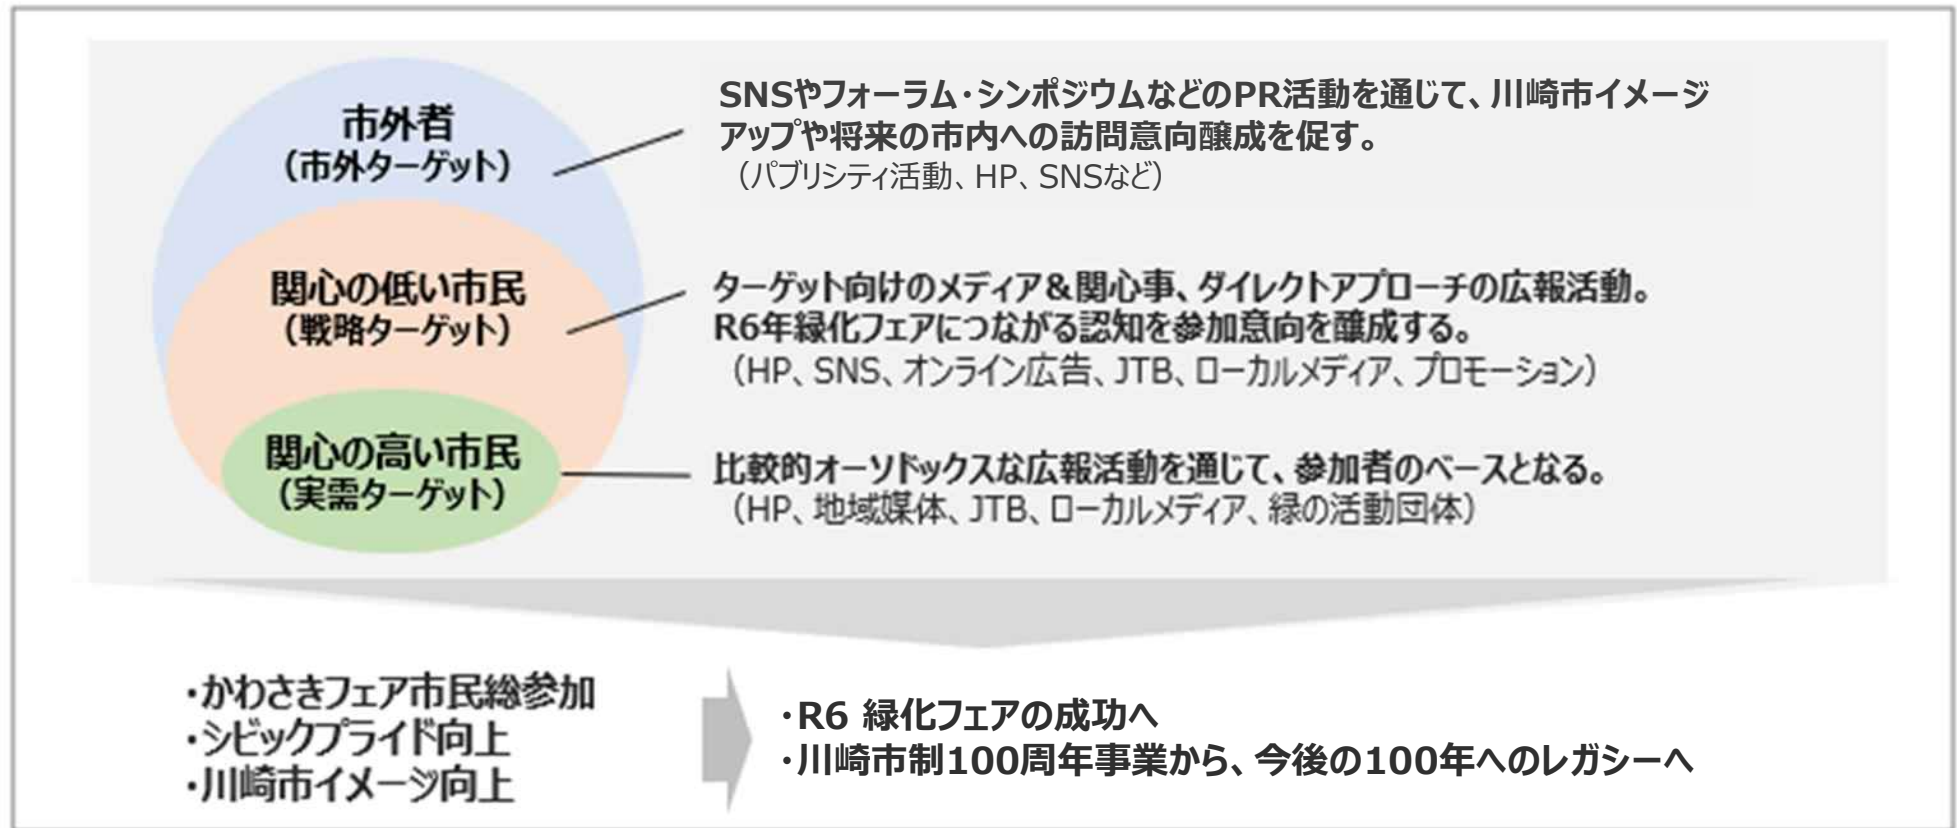 市外者
（市外ターゲット）
SNSやフォーラム・シンポジウムなどのPR活動を通じて、川崎市イメージ
アップや将来の市内への訪問意向醸成を促す。
（パブリシティ活動、HP、SNSなど）
関心の低い市民
（戦略ターゲット）
ターゲット向けのメディア＆関心事、ダイレクトアプローチの広報活動。
R6年緑化フェアにつながる認知を参加意向を醸成する。
（HP、SNS、オンライン広告、JTB、ローカルメディア、プロモーション）
関心の高い市民
（実需ターゲット）
比較的オーソドックスな広報活動を通じて、参加者のベースとなる。
（HP、地域媒体、JTB、ローカルメディア、緑の活動団体）
・かわさきフェア市民総参加
・シビックプライド向上
・川崎市イメージ向上
・R6 緑化フェアの成功へ
・川崎市制100周年事業から、今後の100年へのレガシーへ